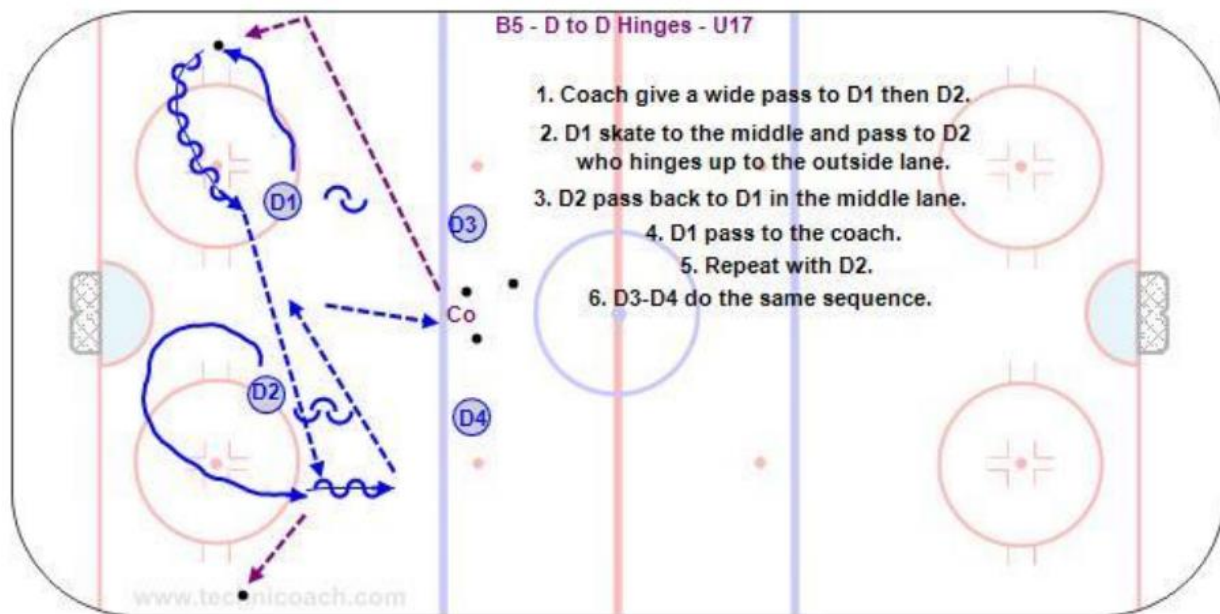 B5 - D to D Hinges - U17
1. Coach give a wide pass to D1 then D2.
2. D1 skate to the middle and pass to D2
who hinges up to the outside lane.
3. D2 pass back to D1 in the middle lane.
4. D1 pass to the coach.
5. Repeat with D2.
6. D3-D4 do the same sequence.
D1
D3
Co
D2
D4
www.technicoach.com